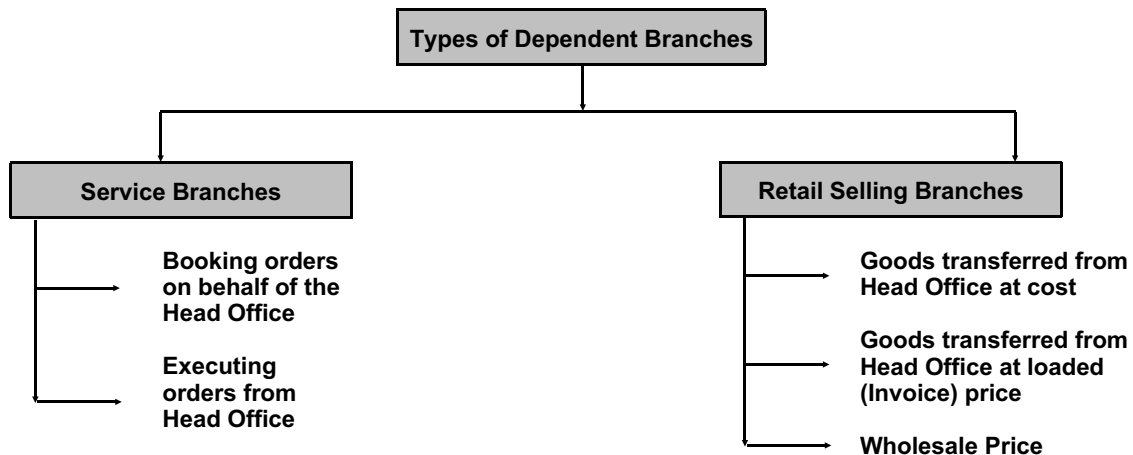 Types of Dependent Branches
Service Branches
Booking orders
on behalf of the
Head Office
Executing
orders from
Head Office
Retail Selling Branches
Goods transferred from
Head Office at cost
Goods transferred from
Head Office at loaded
(Invoice) price
Wholesale Price